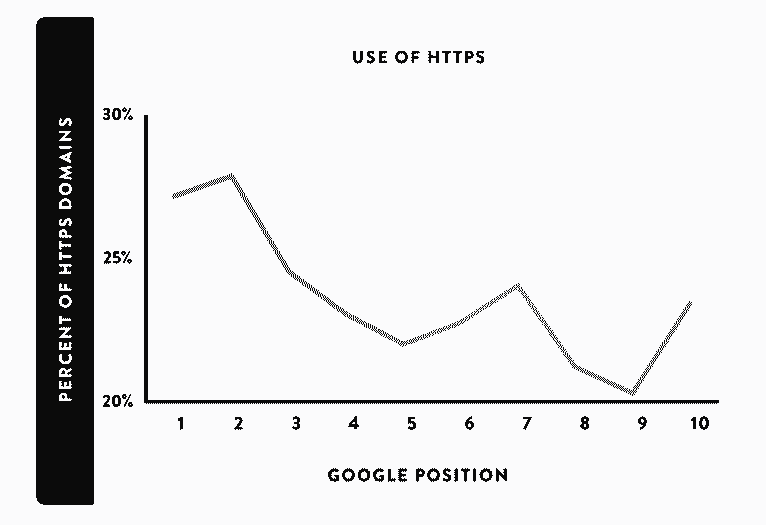 USE OF HTTPS
PERCENT OF HTTPS DOMAINS
30%
25%
20%
1 2 3 4 5 6 7 8 9 10
GOOGLE POSITION